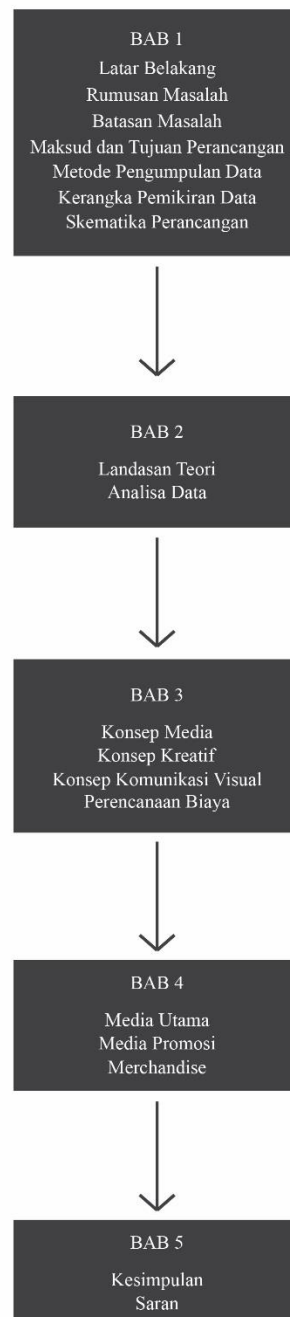 BAB 1
Latar Belakang
Rumusan Masalah
Batasan Masalah
Maksud dan Tujuan Perancangan
Metode Pengumpulan Data
Kerangka Pemikiran Data
Skematika Perancangan
BAB 2
Landasan Teori
Analisa Data
BAB 3
Konsep Media
Konsep Kreatif
Konsep Komunikasi Visual
Perencanaan Biaya
BAB 4
Media Utama
Media Promosi
Merchandise
BAB 5
Kesimpulan
Saran